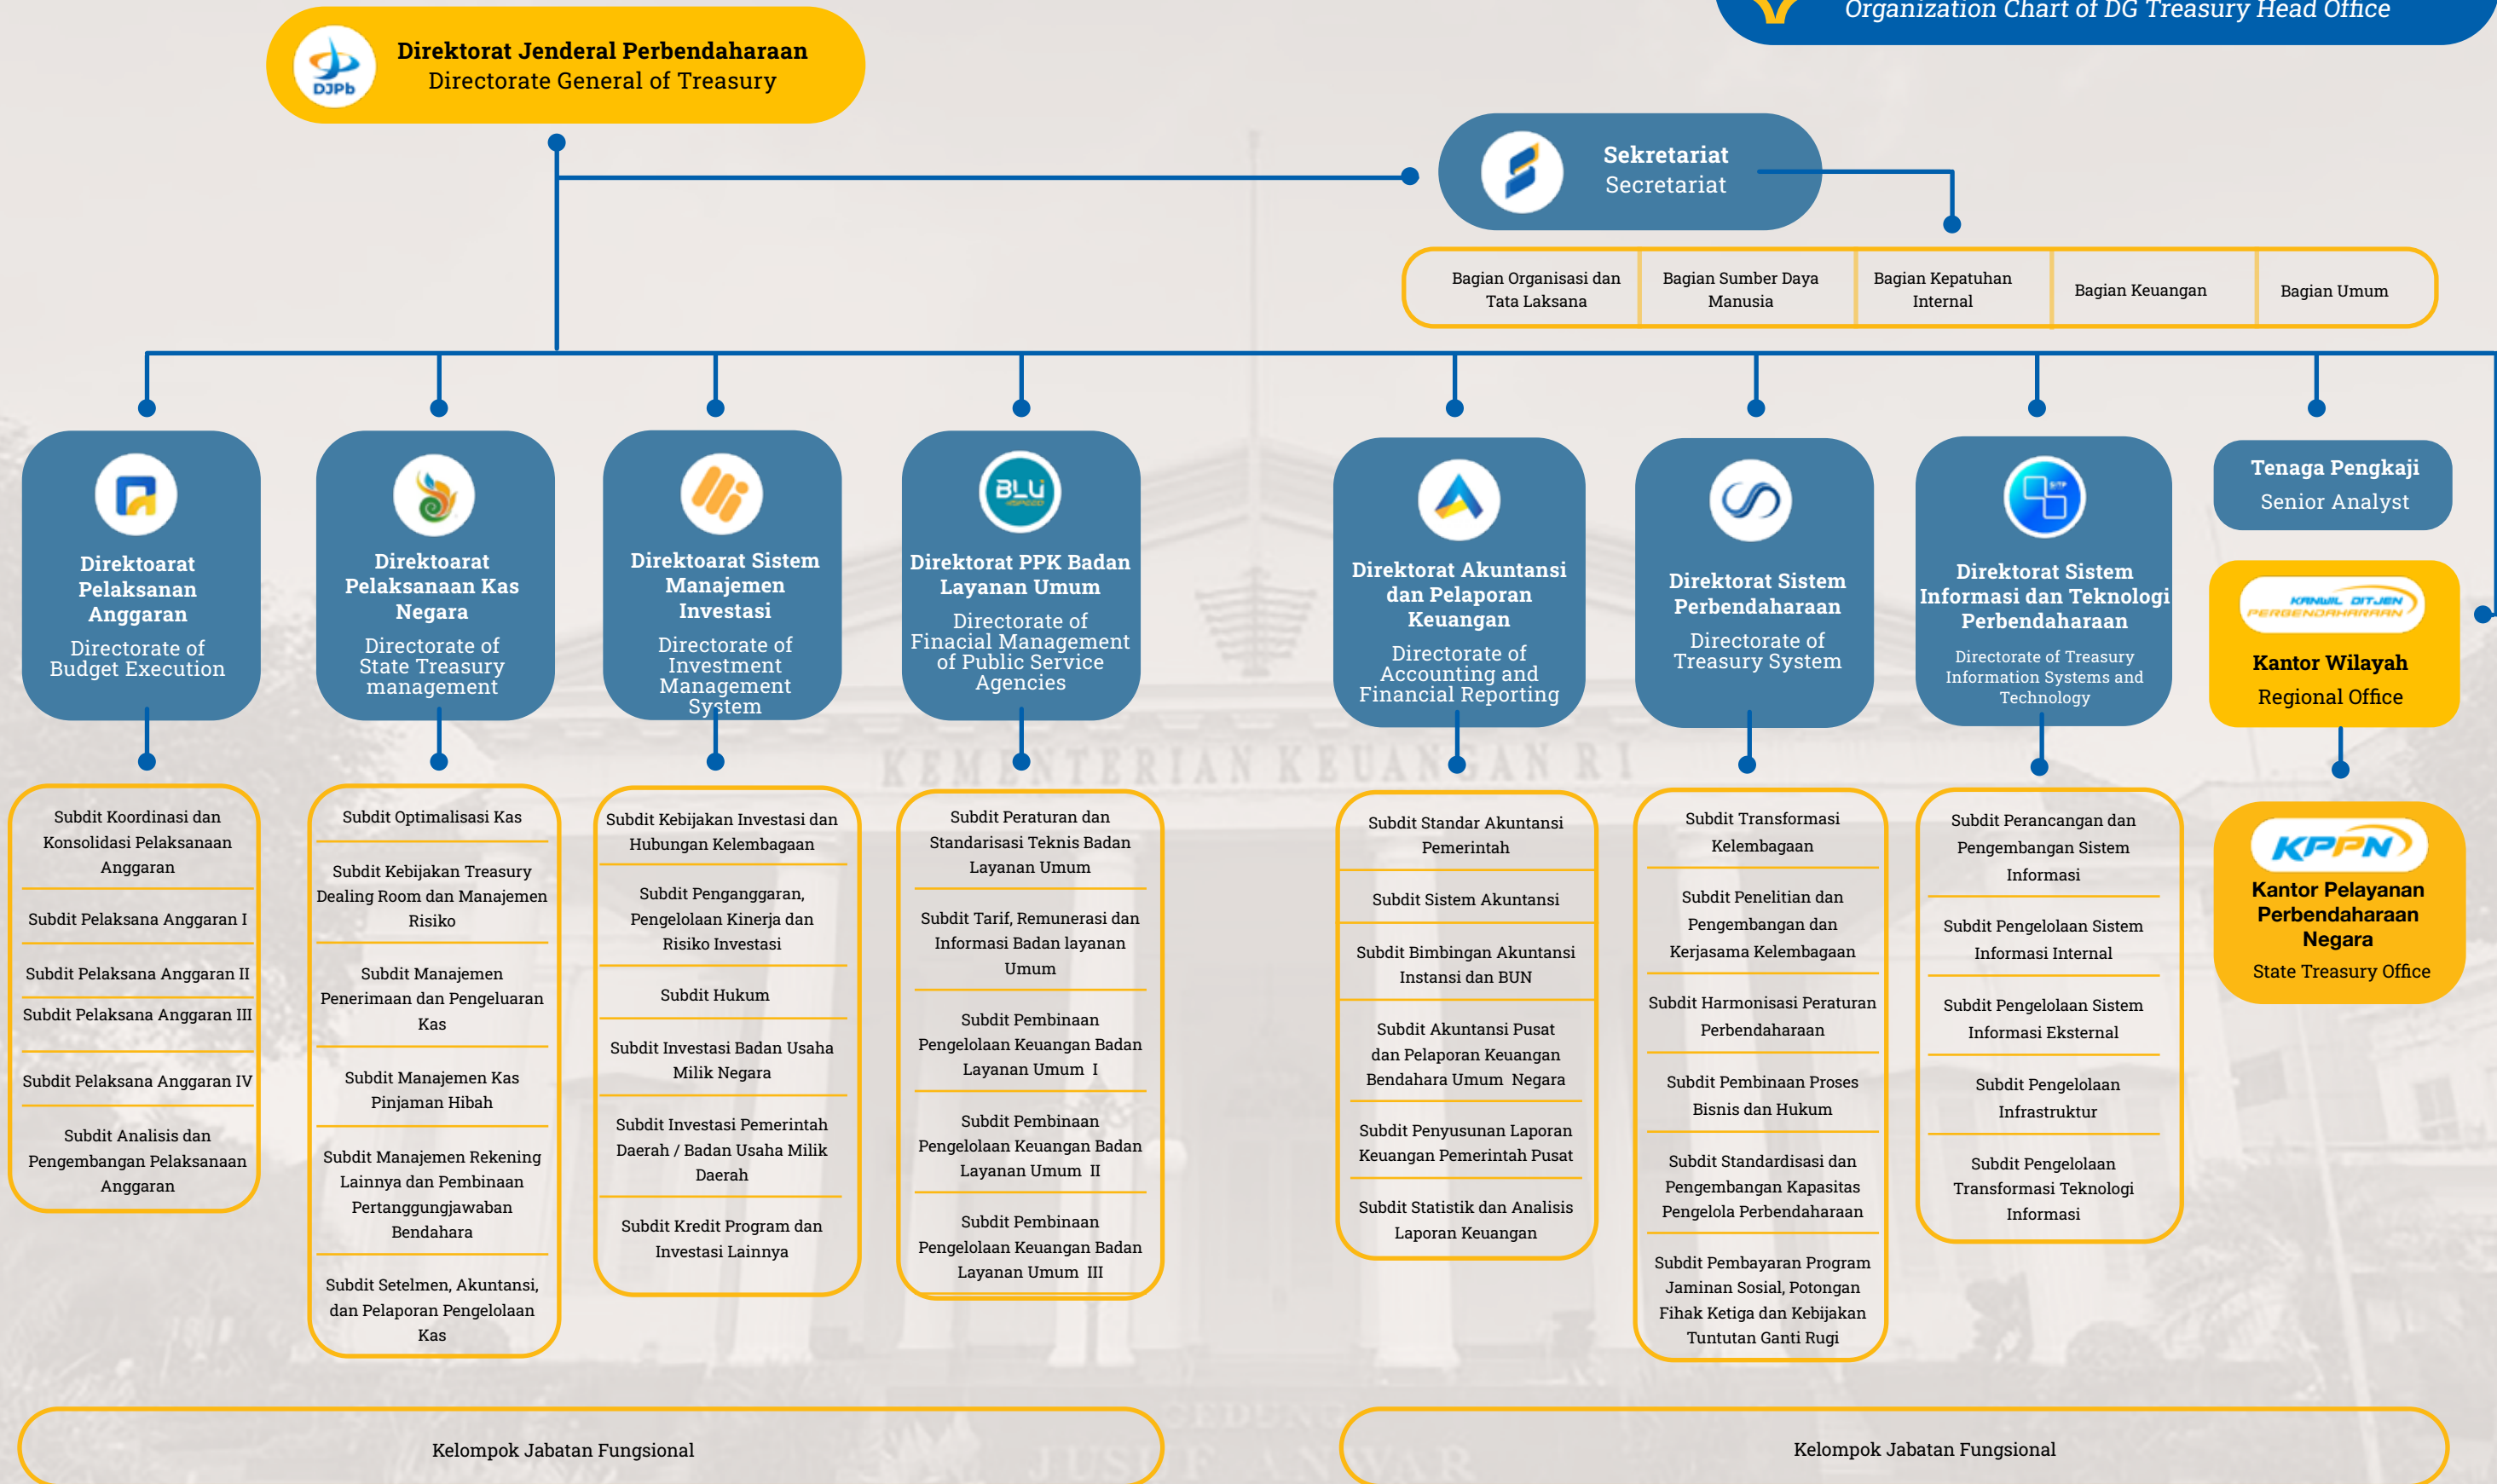 Organization Chart of DG Treasury Head Office
DJPb
Direktorat Jenderal Perbendaharaan
Directorate General of Treasury
Sekretariat
Secretariat
Bagian Organisasi dan
Tata Laksana
Bagian Sumber Daya
Manusia
Bagian Kepatuhan
Internal
Bagian Keuangan
Bagian Umum
Direktoarat
Pelaksanan
Anggaran
Directorate of
Budget Execution
Direktoarat
Pelaksanaan Kas
Negara
Directorate of
State Treasury
management
Direktoarat Sistem
Manajemen
Investasi
Directorate of
Investment
Management
System
BLU
Direktorat PPK Badan
Layanan Umum
Directorate of
Finacial Management
of Public Service
Agencies
Direktorat Akuntansi
dan Pelaporan
Keuangan
Directorate of
Accounting and
Financial Reporting
Direktorat Sistem
Perbendaharaan
Directorate of
Treasury System
SITP
Direktorat Sistem
Informasi dan Teknologi
Perbendaharaan
Directorate of Treasury
Information Systems and
Technology
Tenaga Pengkaji
Senior Analyst
KANWIL DITJEN
PERBENDAHARAAN
Kantor Wilayah
Regional Office
KPPN
Kantor Pelayanan
Perbendaharaan
Negara
State Treasury Office
KEMENTERIAN KEUANGAN RI
Subdit Koordinasi dan
Konsolidasi Pelaksanaan
Anggaran
Subdit Pelaksana Anggaran I
Subdit Pelaksana Anggaran II
Subdit Pelaksana Anggaran III
Subdit Pelaksana Anggaran IV
Subdit Analisis dan
Pengembangan Pelaksanaan
Anggaran
Subdit Optimalisasi Kas
Subdit Kebijakan Treasury
Dealing Room dan Manajemen
Risiko
Subdit Manajemen
Penerimaan dan Pengeluaran
Kas
Subdit Manajemen Kas
Pinjaman Hibah
Subdit Manajemen Rekening
Lainnya dan Pembinaan
Pertanggungjawaban
Bendahara
Subdit Setelmen, Akuntansi,
dan Pelaporan Pengelolaan
Kas
Subdit Kebijakan Investasi dan
Hubungan Kelembagaan
Subdit Penganggaran,
Pengelolaan Kinerja dan
Risiko Investasi
Subdit Hukum
Subdit Investasi Badan Usaha
Milik Negara
Subdit Investasi Pemerintah
Daerah / Badan Usaha Milik
Daerah
Subdit Kredit Program dan
Investasi Lainnya
Subdit Peraturan dan
Standarisasi Teknis Badan
Layanan Umum
Subdit Tarif, Remunerasi dan
Informasi Badan layanan
Umum
Subdit Pembinaan
Pengelolaan Keuangan Badan
Layanan Umum I
Subdit Pembinaan
Pengelolaan Keuangan Badan
Layanan Umum II
Subdit Pembinaan
Pengelolaan Keuangan Badan
Layanan Umum III
Subdit Standar Akuntansi
Pemerintah
Subdit Sistem Akuntansi
Subdit Bimbingan Akuntansi
Instansi dan BUN
Subdit Akuntansi Pusat
dan Pelaporan Keuangan
Bendahara Umum Negara
Subdit Penyusunan Laporan
Keuangan Pemerintah Pusat
Subdit Statistik dan Analisis
Laporan Keuangan
Subdit Transformasi
Kelembagaan
Subdit Penelitian dan
Pengembangan dan
Kerjasama Kelembagaan
Subdit Harmonisasi Peraturan
Perbendaharaan
Subdit Pembinaan Proses
Bisnis dan Hukum
Subdit Standardisasi dan
Pengembangan Kapasitas
Pengelola Perbendaharaan
Subdit Pembayaran Program
Jaminan Sosial, Potongan
Fihak Ketiga dan Kebijakan
Tuntutan Ganti Rugi
Subdit Perancangan dan
Pengembangan Sistem
Informasi
Subdit Pengelolaan Sistem
Informasi Internal
Subdit Pengelolaan Sistem
Informasi Eksternal
Subdit Pengelolaan
Infrastruktur
Subdit Pengelolaan
Transformasi Teknologi
Informasi
Kelompok Jabatan Fungsional
Kelompok Jabatan Fungsional
GEDUNG
JUSUF ANWAR